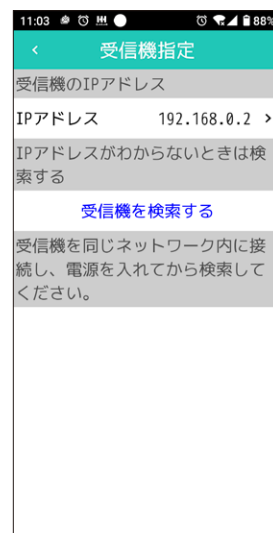 11:03 88%
受信機指定
受信機のIPアドレス
IPアドレス 192.168.0.2
IPアドレスがわからないときは検
索する
受信機を検索する
受信機を同じネットワーク内に接
続し、電源を入れてから検索して
ください。